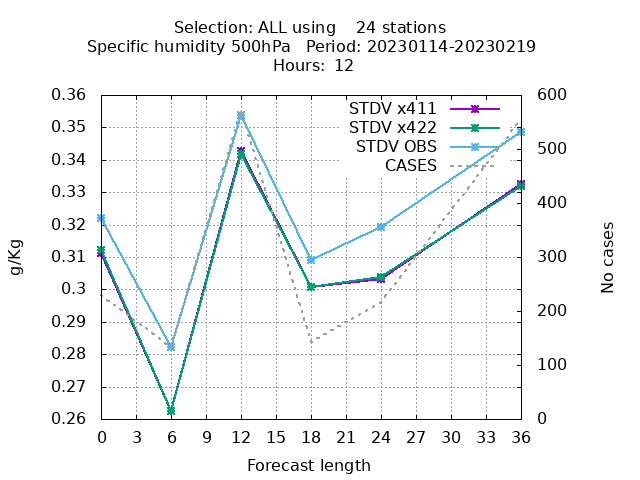 Selection: ALL using    24 stations
Specific humidity 500hPa   Period: 20230114-20230219
Hours:  12
STDV x411
STDV x422
STDV OBS
CASES
0.36
0.35
0.34
0.33
0.32
0.31
0.3
0.29
0.28
0.27
0.26
g/Kg
600
500
400
300
200
100
0
No cases
0 3 6 9 12 15 18 21 24 27 30 33 36
Forecast length